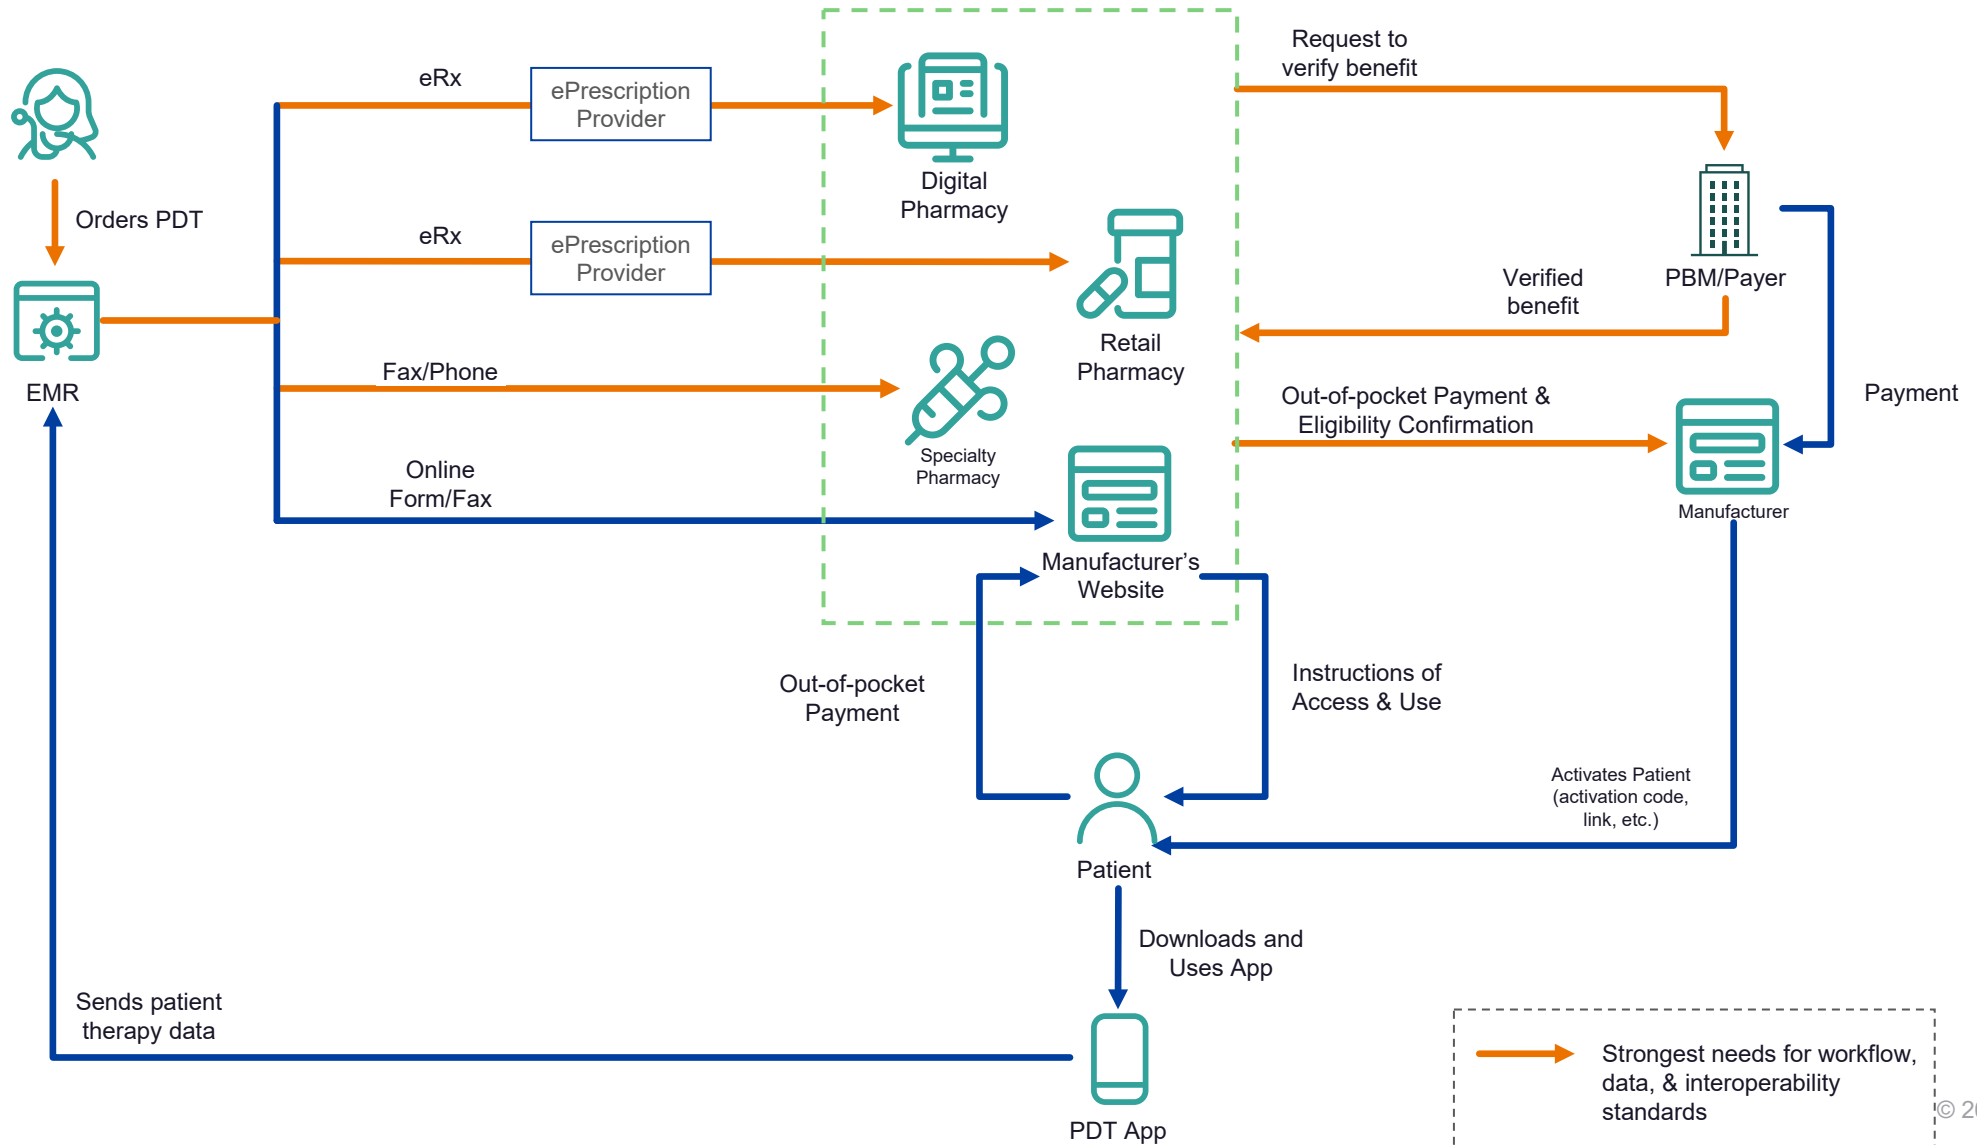 Request to
verify benefit
eRx
ePrescription
Provider
Digital
Pharmacy
Orders PDT
eRx
ePrescription
Provider
PBM/Payer
Verified
benefit
Retail
Pharmacy
EMR
Fax/Phone
Out-of-pocket Payment &
Eligibility Confirmation
Payment
Specialty
Pharmacy
Online
Form/Fax
Manufacturer
Manufacturer’s
Website
Out-of-pocket
Payment
Instructions of
Access & Use
Activates Patient
(activation code,
link, etc.)
Patient
Downloads and
Uses App
Sends patient
therapy data
PDT App
Strongest needs for workflow,
data, & interoperability
standards
©